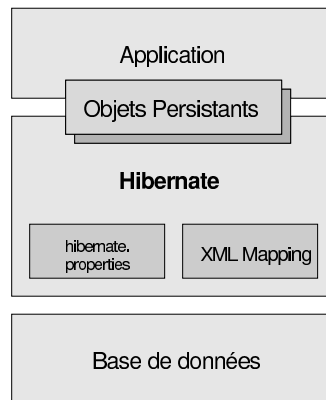 Application
Objets Persistants
Hibernate
hibernate.
properties
XML Mapping
Base de données